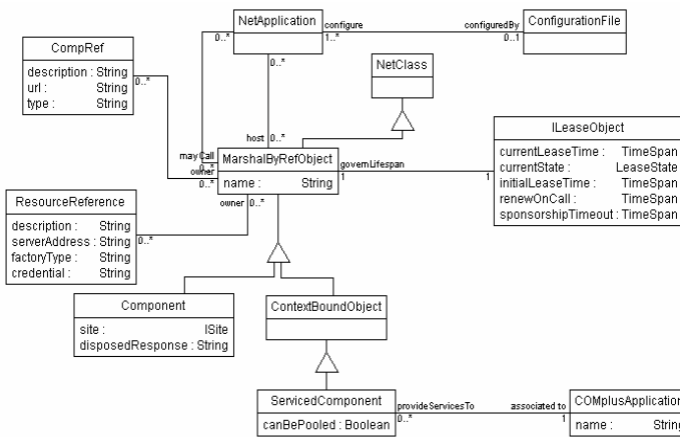 NetApplication
configure
configuredBy
ConfigurationFile
0..*
1..*
0..1
CompRef
description : String
url : String
type : String
0..*
0..*
NetClass
host
0..*
mayCall
0..*
owner
0..*
MarshalByRefObject
name : String
governLifespan
1
1
ILeaseObject
currentLeaseTime : TimeSpan
currentState : LeaseState
initialLeaseTime : TimeSpan
renewOnCall : TimeSpan
sponsorshipTimeout : TimeSpan
owner
0..*
ResourceReference
description : String
serverAddress : String
factoryType : String
credential : String
0..*
Component
site : ISite
disposedResponse : String
ContextBoundObject
ServicedComponent
canBePooled : Boolean
provideServicesTo
0..*
associated to
1
COMplusApplication
name : String